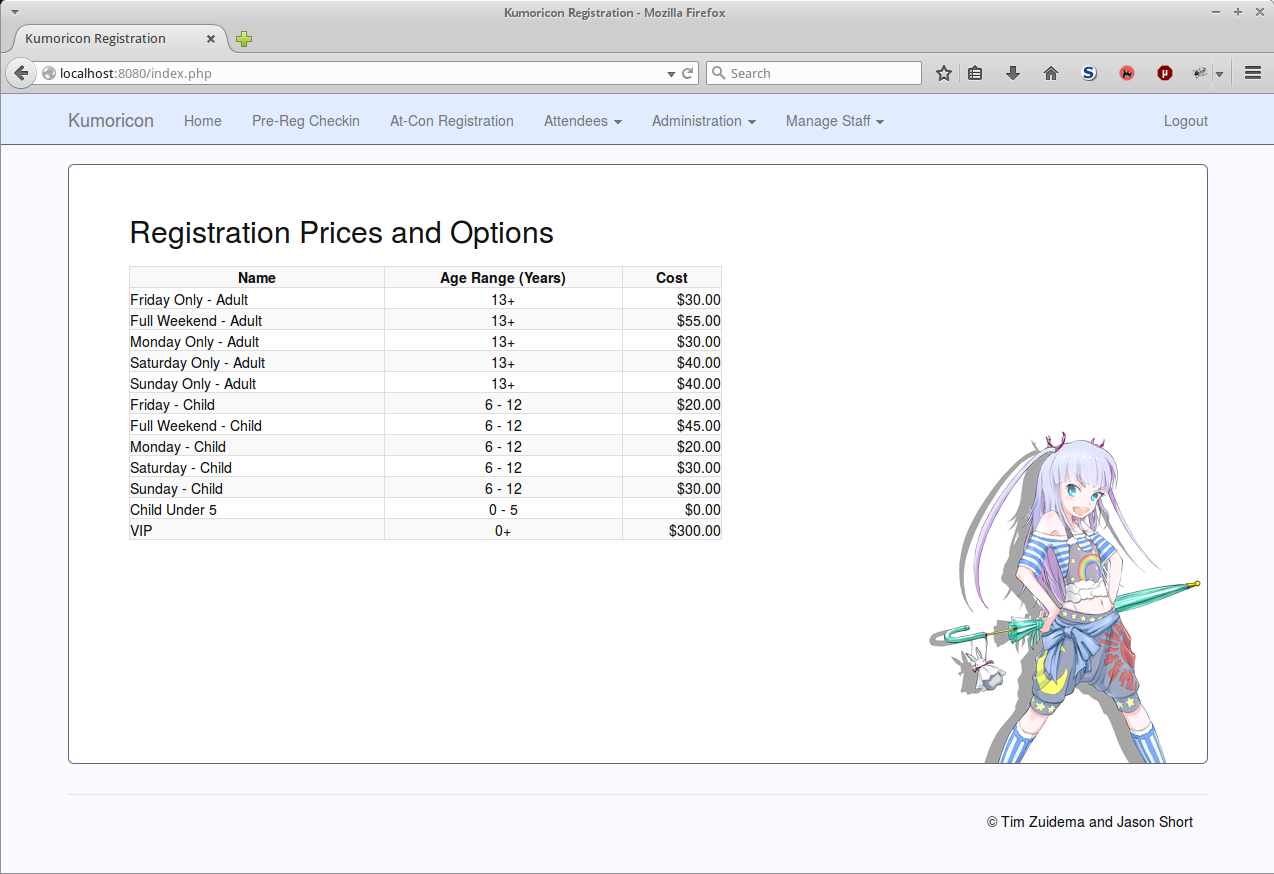 Kumoricon Registration - Mozilla Firefox
Kumoricon Registration
localhost:8080/index.php
Search
S
µ
Kumoricon Home Pre-Reg Checkin At-Con Registration Attendees Administration Manage Staff Logout
Registration Prices and Options
Name Age Range (Years) Cost
Friday Only - Adult 13+ $30.00
Full Weekend - Adult 13+ $55.00
Monday Only - Adult 13+ $30.00
Saturday Only - Adult 13+ $40.00
Sunday Only - Adult 13+ $40.00
Friday - Child 6 - 12 $20.00
Full Weekend - Child 6 - 12 $45.00
Monday - Child 6 - 12 $20.00
Saturday - Child 6 - 12 $30.00
Sunday - Child 6 - 12 $30.00
Child Under 5 0 - 5 $0.00
VIP 0+ $300.00
© Tim Zuidema and Jason Short